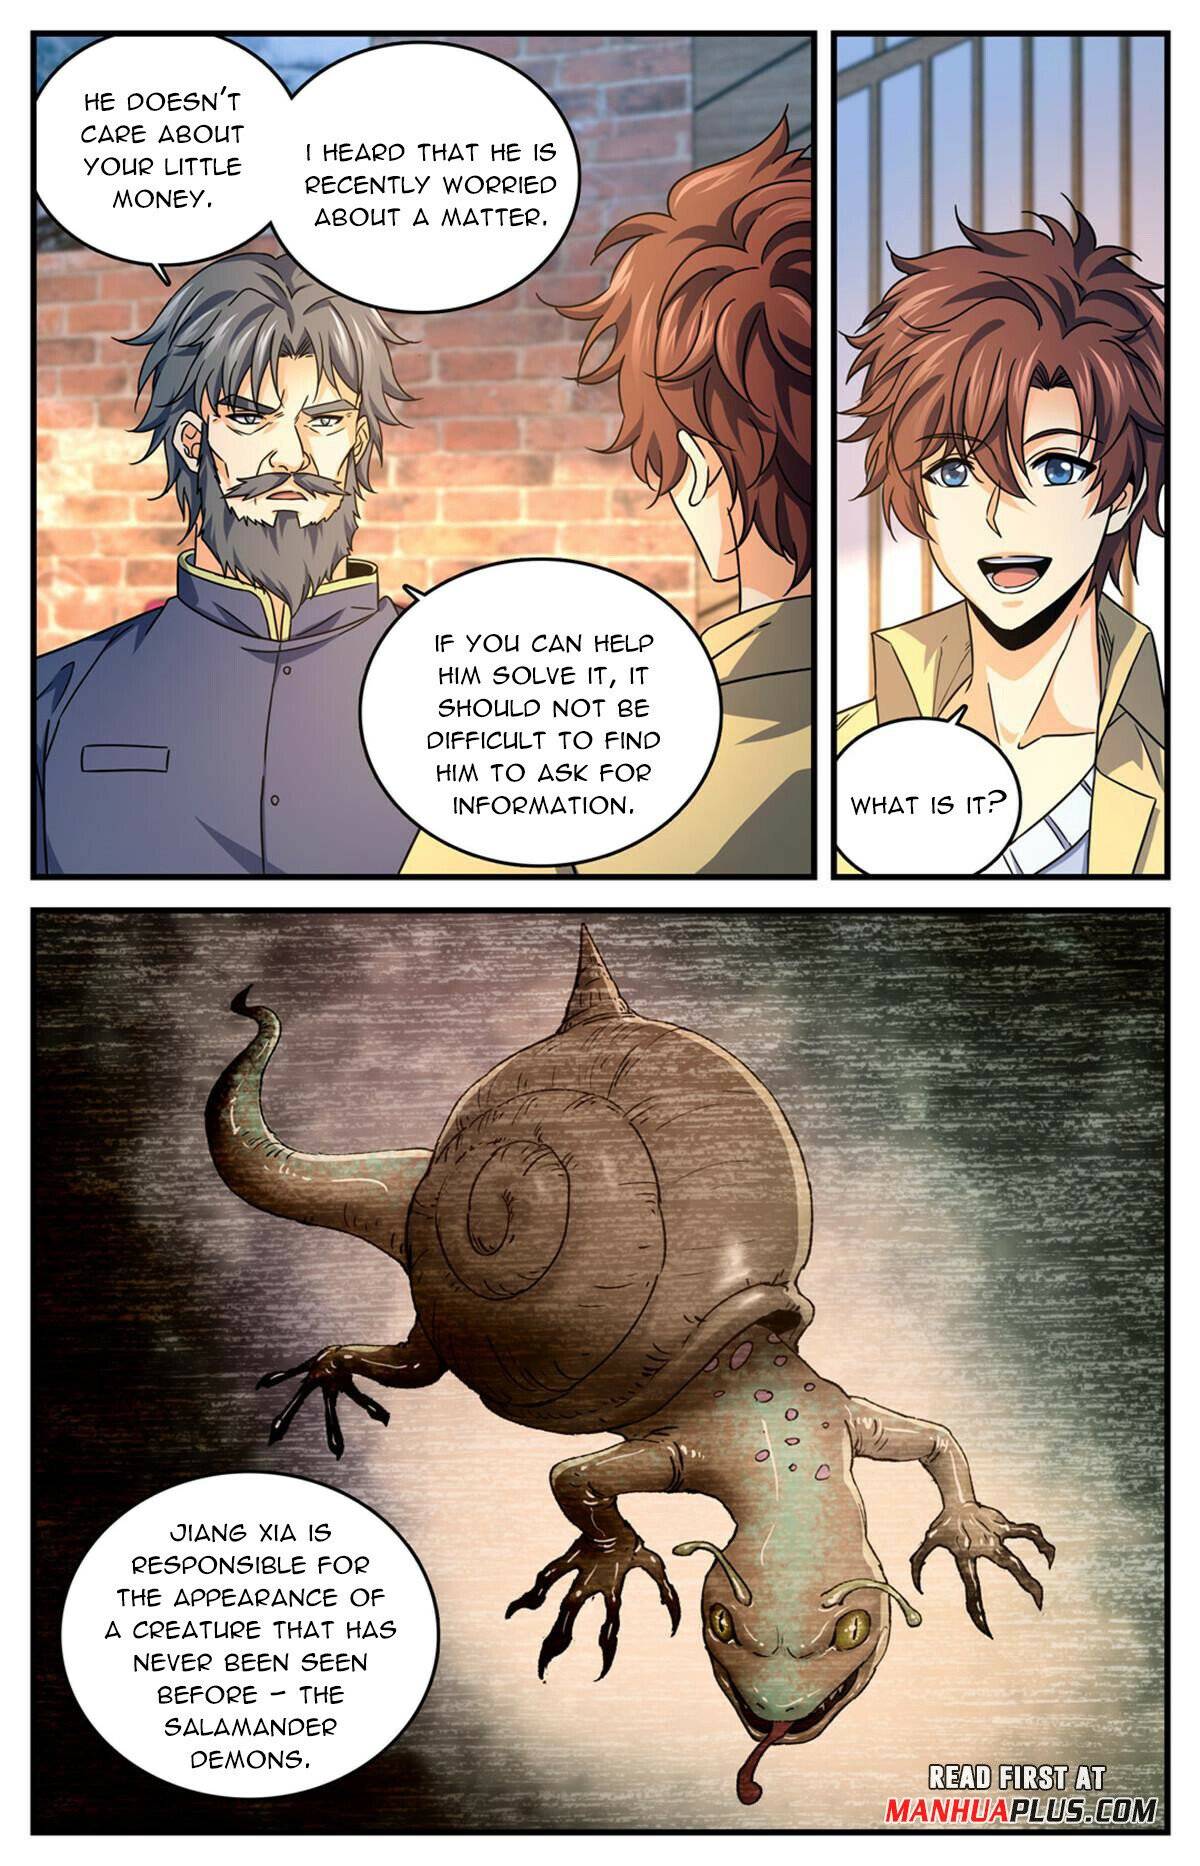 HE DOESN'T
CARE ABOUT
YOUR LITTLE
MONEY.
I HEARD THAT HE IS
RECENTLY WORRIED
ABOUT A MATTER.
IF YOU CAN HELP
HIM SOLVE IT, IT
SHOULD NOT BE
DIFFICULT TO FIND
HIM TO ASK FOR
INFORMATION.
WHAT IS IT?
JIANG XIA IS
RESPONSIBLE FOR
THE APPEARANCE OF
A CREATURE THAT HAS
NEVER BEEN SEEN
BEFORE - THE
SALAMANDER
DEMONS.
READ FIRST AT
MANHUAPLUS.COM